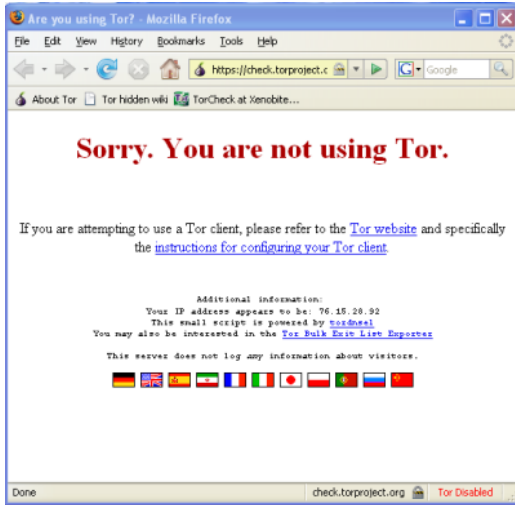 Are you using Tor? - Mozilla Firefox
File Edit View History Bookmarks Tools Help
https://check.torproject.c G Google
About Tor Tor hidden wiki TorCheck at Xenobite...
Sorry. You are not using Tor.
If you are attempting to use a Tor client, please refer to the Tor website and specifically
the instructions for configuring your Tor client.
Additional information:
Your IP address appears to be: 76.15.28.92
This small script is powered by tordnsel
You may also be interested in the Tor Bulk Exit List Exporter
This server does not log any information about visitors.
Done check.torproject.org Tor Disabled